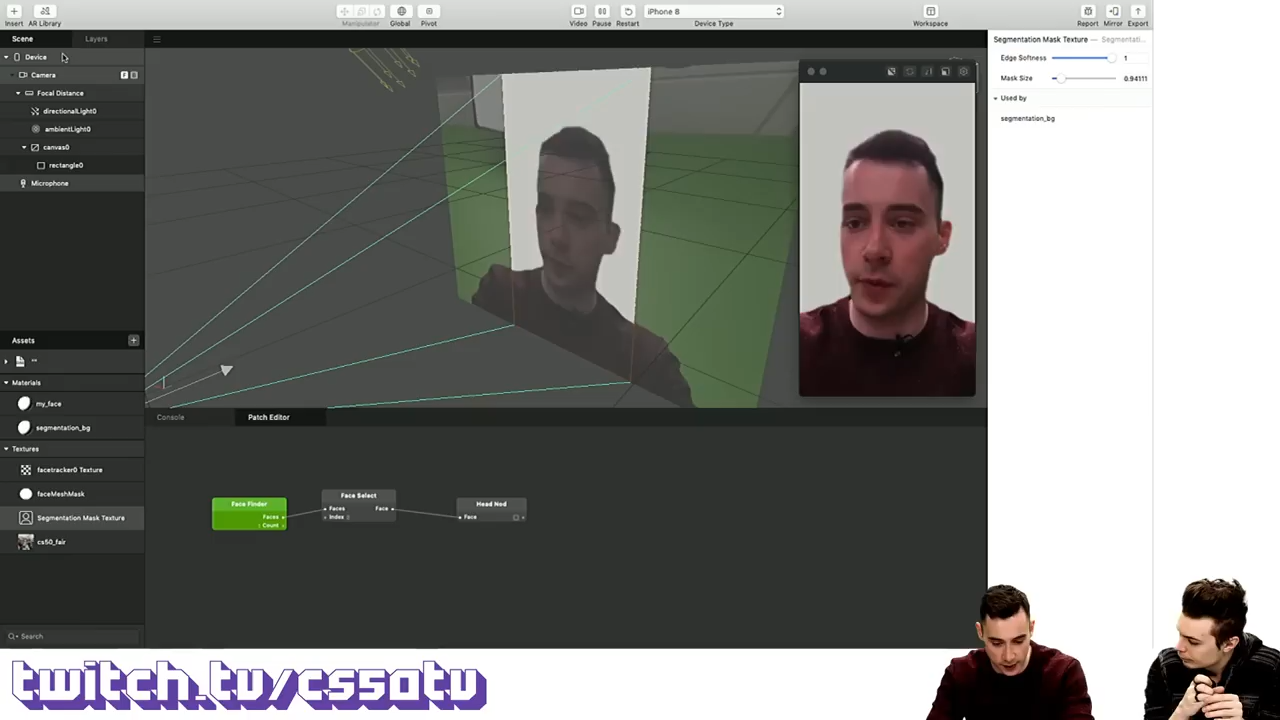 Insert
AR Library
Manipulator
Global
Pivot
Video
Pause
Restart
iPhone 8
Device Type
Workspace
Report
Mirror
Export
Scene
Layers
Device
Camera
Focal Distance
directionalLight0
ambientLight0
canvas0
rectangle0
Microphone
Assets
Materials
my_face
segmentation_bg
Textures
facetracker0 Texture
faceMeshMask
Segmentation Mask Texture
cs50_fair
Search
Console
Patch Editor
Face Finder
Faces
Count
Face Select
Faces
Face
Index
Head Nod
Face
Segmentation Mask Texture
Segmentati...
Edge Softness
1
Mask Size
0.94111
Used by
segmentation_bg